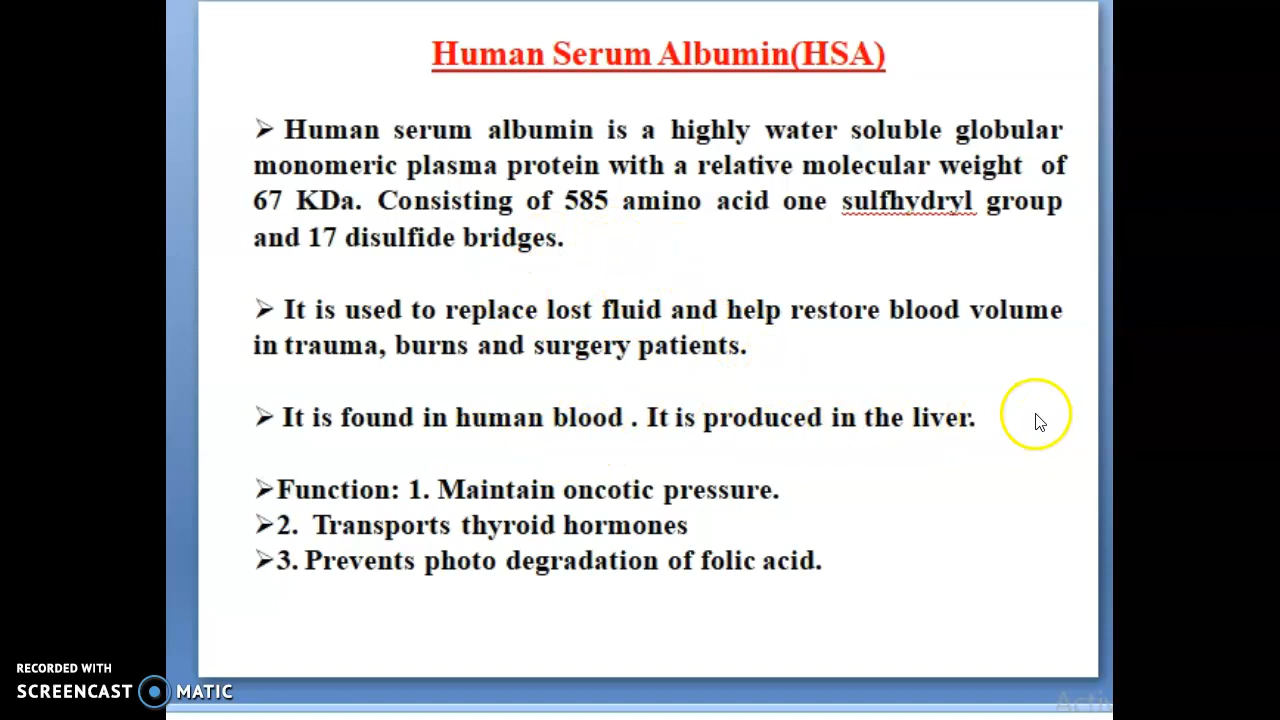 Human Serum Albumin(HSA)
➢ Human serum albumin is a highly water soluble globular
monomeric plasma protein with a relative molecular weight of
67 KDa. Consisting of 585 amino acid one sulfhydryl group
and 17 disulfide bridges.
➢ It is used to replace lost fluid and help restore blood volume
in trauma, burns and surgery patients.
➢ It is found in human blood . It is produced in the liver.
➢Function: 1. Maintain oncotic pressure.
➢2. Transports thyroid hormones
➢3. Prevents photo degradation of folic acid.
RECORDED WITH
SCREENCAST MATIC